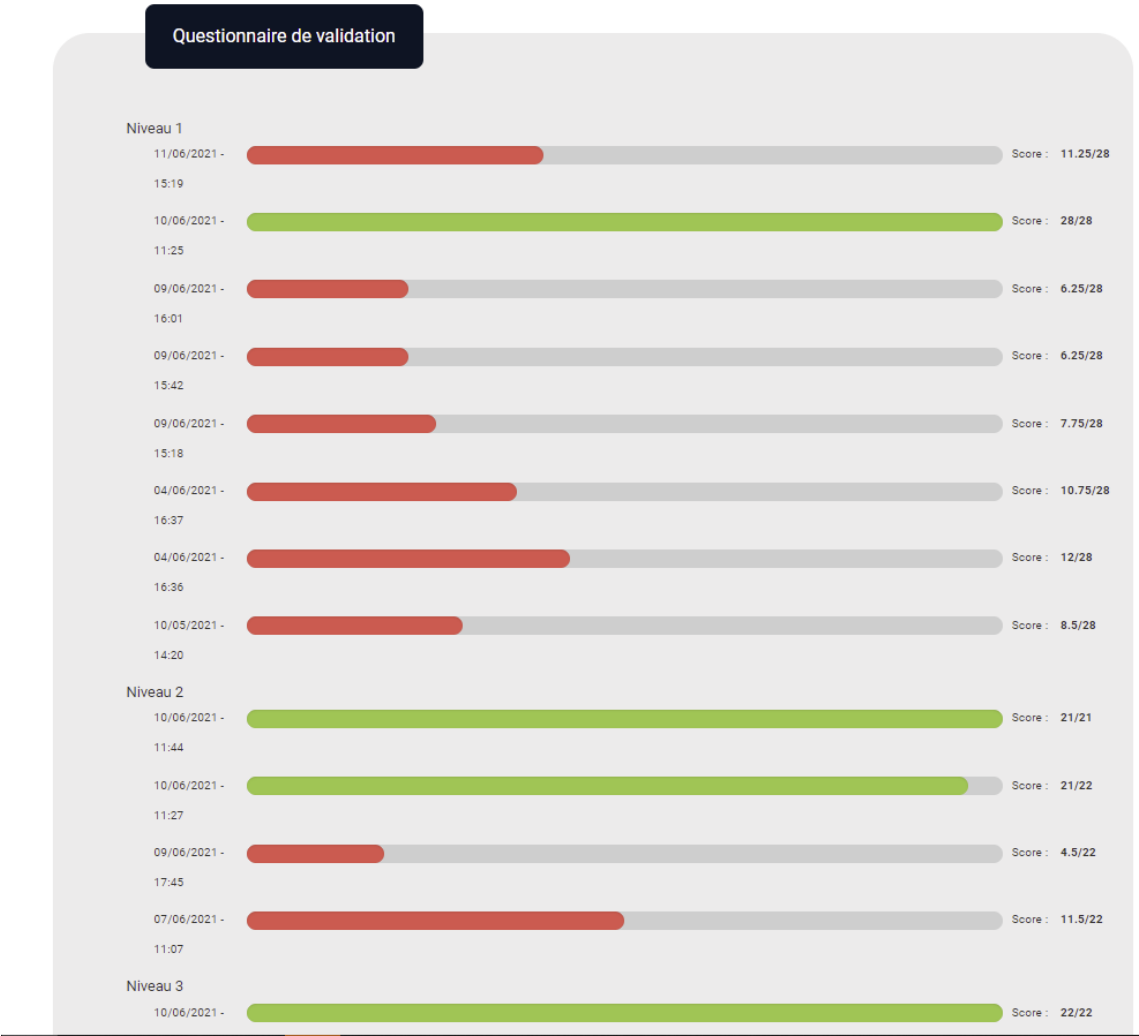 Questionnaire de validation
Niveau 1
11/06/2021 - Score : 11.25/28
15:19
10/06/2021 - Score : 28/28
11:25
09/06/2021 - Score : 6.25/28
16:01
09/06/2021 - Score : 6.25/28
15:42
09/06/2021 - Score : 7.75/28
15:18
04/06/2021 - Score : 10.75/28
16:37
04/06/2021 - Score : 12/28
16:36
10/05/2021 - Score : 8.5/28
14:20
Niveau 2
10/06/2021 - Score : 21/21
11:44
10/06/2021 - Score : 21/22
11:27
09/06/2021 - Score : 4.5/22
17:45
07/06/2021 - Score : 11.5/22
11:07
Niveau 3
10/06/2021 - Score : 22/22